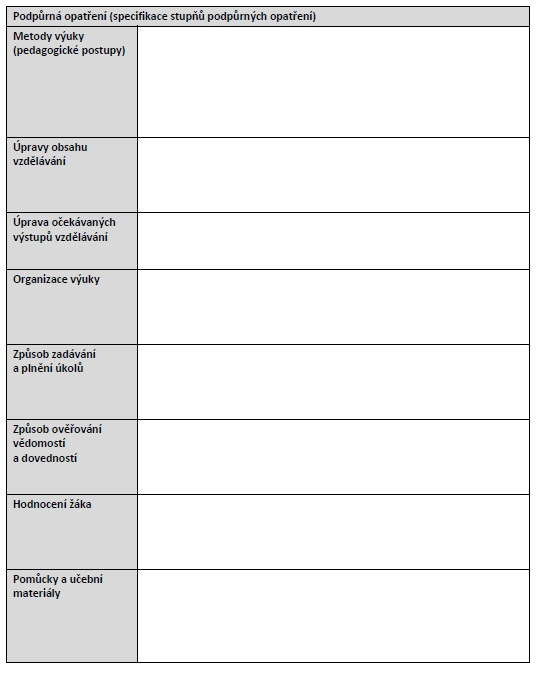 Podpůrná opatření (specifikace stupňů podpůrných opatření)
Metody výuky
(pedagogické postupy)
Úpravy obsahu
vzdělávání
Úprava očekávaných
výstupů vzdělávání
Organizace výuky
Způsob zadávání
a plnění úkolů
Způsob ověřování
vědomostí
a dovedností
Hodnocení žáka
Pomůcky a učební
materiály